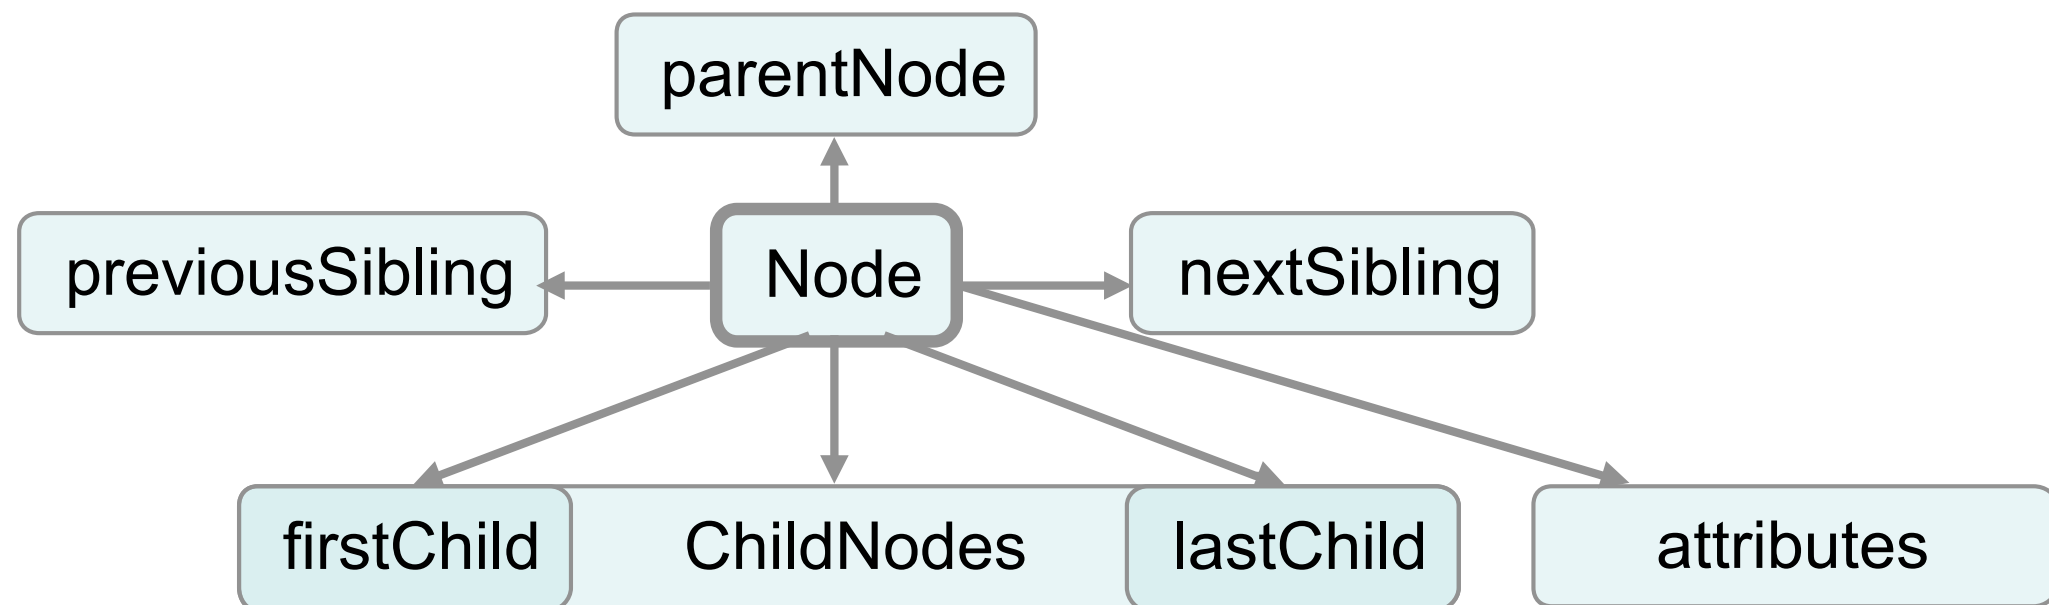 parentNode
previousSibling
Node
nextSibling
firstChild
ChildNodes
lastChild
attributes